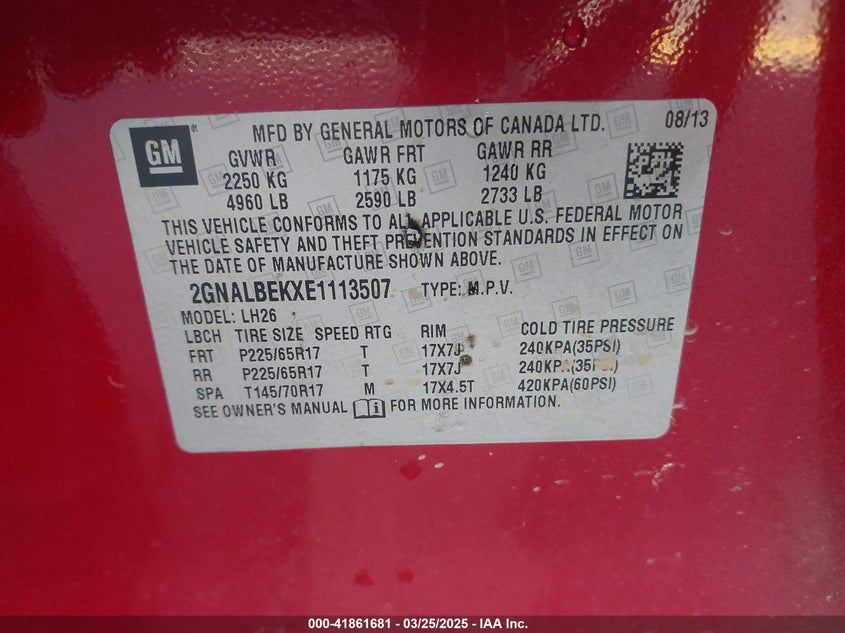 GM ® MFD BY GENERAL MOTORS OF CANADA LTD. 08/13
GVWR GAWR FRT GAWR RR
2250 KG 1175 KG 1240 KG
4960 LB 2590 LB 2733 LB
THIS VEHICLE CONFORMS TO ALL APPLICABLE U.S. FEDERAL MOTOR
VEHICLE SAFETY AND THEFT PREVENTION STANDARDS IN EFFECT ON
THE DATE OF MANUFACTURE SHOWN ABOVE.
2GNALBEKXE1113507 TYPE: M.P.V.
MODEL: LH26
LBCH TIRE SIZE SPEED RTG RIM COLD TIRE PRESSURE
FRT P225/65R17 T 17X7J 240KPA(35PSI)
RR P225/65R17 T 17X7J 240KPA(35PSI)
SPA T145/70R17 M 17X4.5T 420KPA(60PSI)
SEE OWNER'S MANUAL FOR MORE INFORMATION.
000-41861681 - 03/25/2025 - IAA Inc.